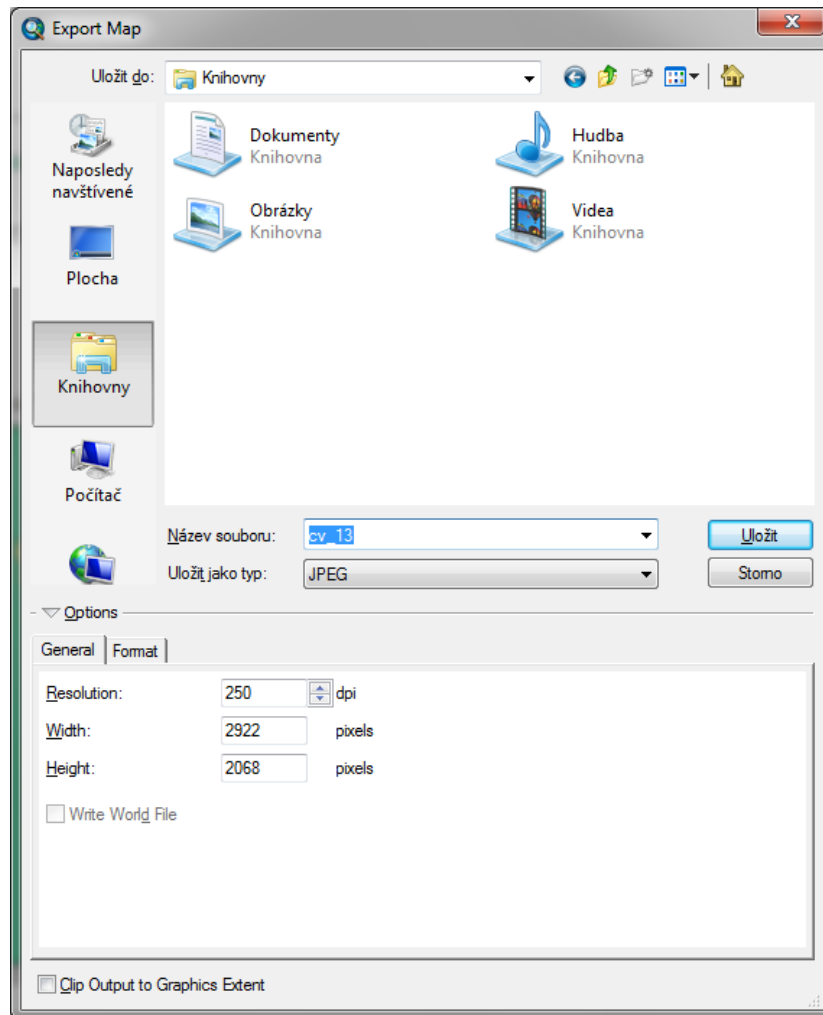 Export Map
Uložit do:
Knihovny
Naposledy
navštívené
Plocha
Knihovny
Počítač
Dokumenty
Knihovna
Hudba
Knihovna
Obrázky
Knihovna
Videa
Knihovna
Název souboru:
cv_13
Uložit
Uložit jako typ:
JPEG
Storno
Options
General
Format
Resolution:
250
dpi
Width:
2922
pixels
Height:
2068
pixels
Write World File
Clip Output to Graphics Extent